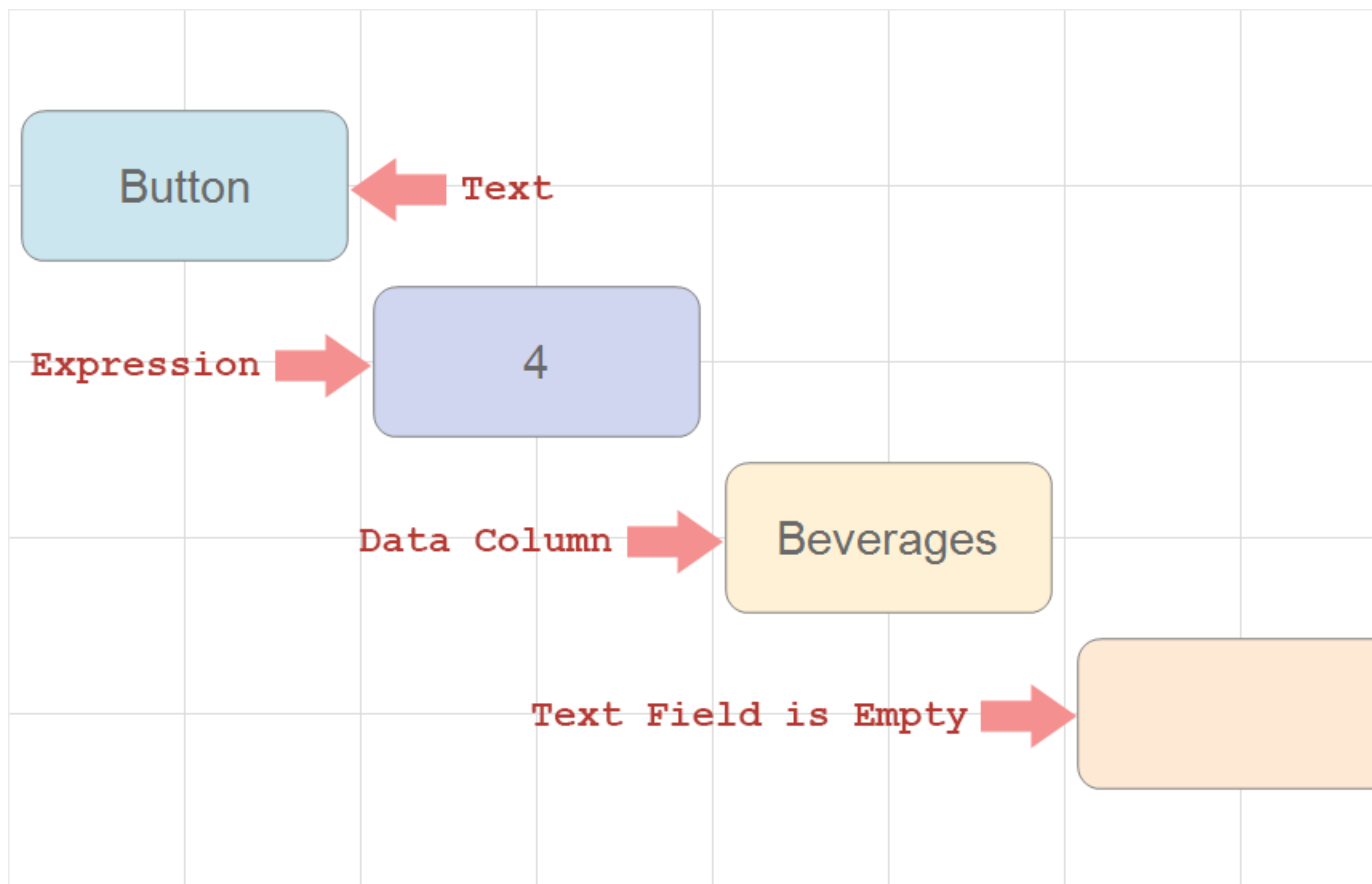 Button
Text
Expression
4
Data Column
Beverages
Text Field is Empty